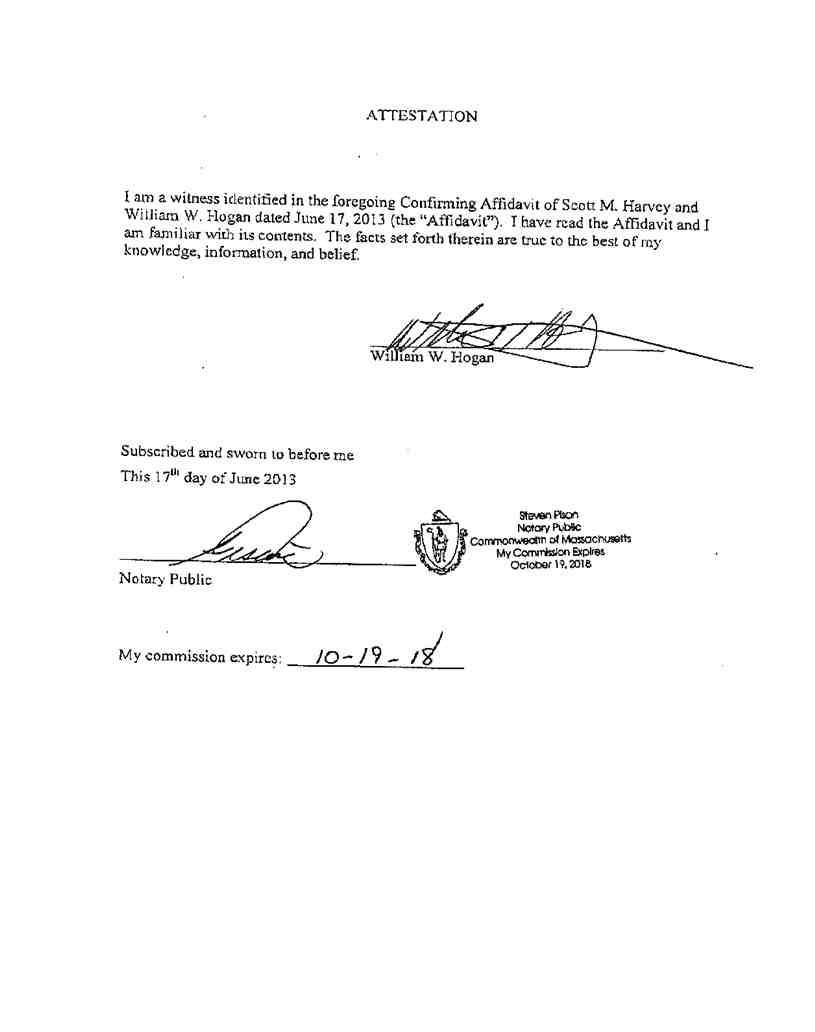 ATTESTATION
I am a witness identified in the foregoing Confirming Affidavit of Scott M. Harvey and
William W. Hogan dated June 17, 2013 (the “Affidavit”). I have read the Affidavit and I
am familiar with its contents. The facts set forth therein are true to the best of my
knowledge, information, and belief.
William W. Hogan
Subscribed and sworn to before me
This 17th day of June 2013
Steven Pison
Notary Public
Commonwealth of Massachusetts
My Commission Expires
October 19, 2018
Notary Public
My commission expires: 10-19-18